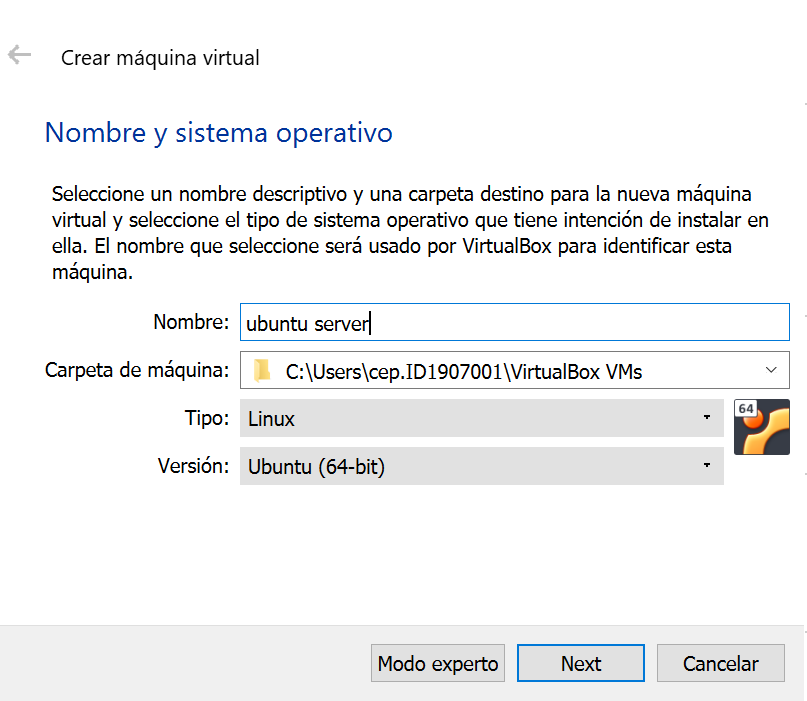 Crear máquina virtual
Nombre y sistema operativo
Seleccione un nombre descriptivo y una carpeta destino para la nueva máquina
virtual y seleccione el tipo de sistema operativo que tiene intención de instalar en
ella. El nombre que seleccione será usado por VirtualBox para identificar esta
máquina.
Nombre: ubuntu server
Carpeta de máquina: C:\Users\cep.ID1907001\VirtualBox VMs
Tipo: Linux
64
Versión: Ubuntu (64-bit)
Modo experto Next Cancelar